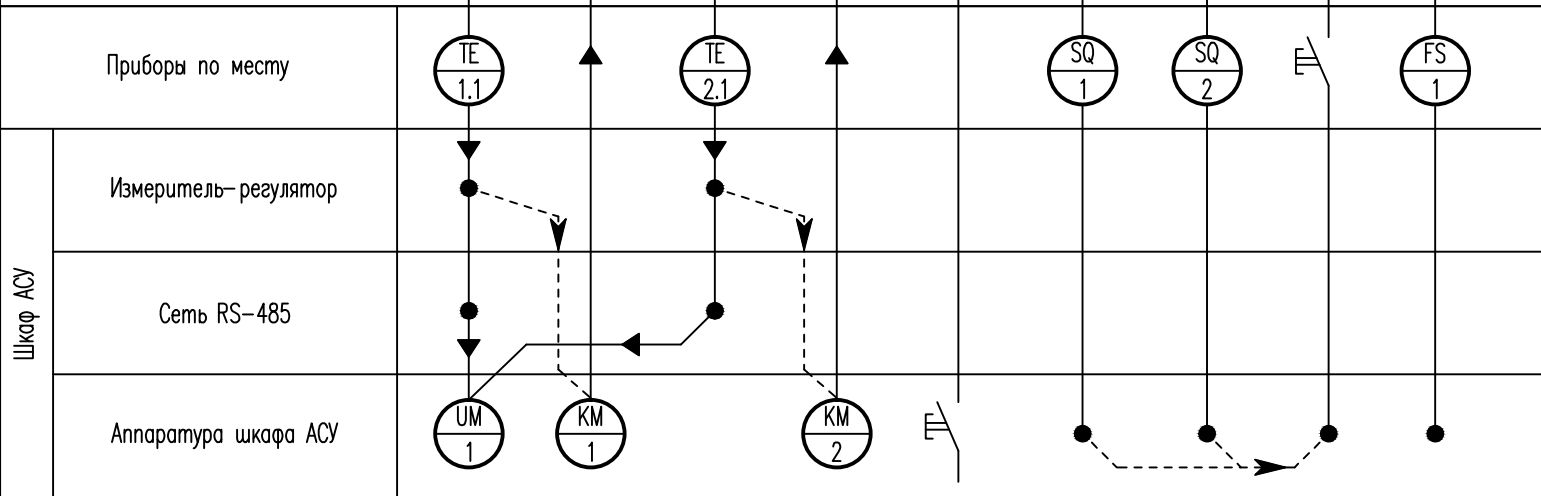 Приборы по месту
TE
1.1
TE
2.1
SQ
1
SQ
2
FS
1
Шкаф АСУ
Измеритель-регулятор
Сеть RS-485
Аппаратура шкафа АСУ
UM
1
KM
1
KM
2